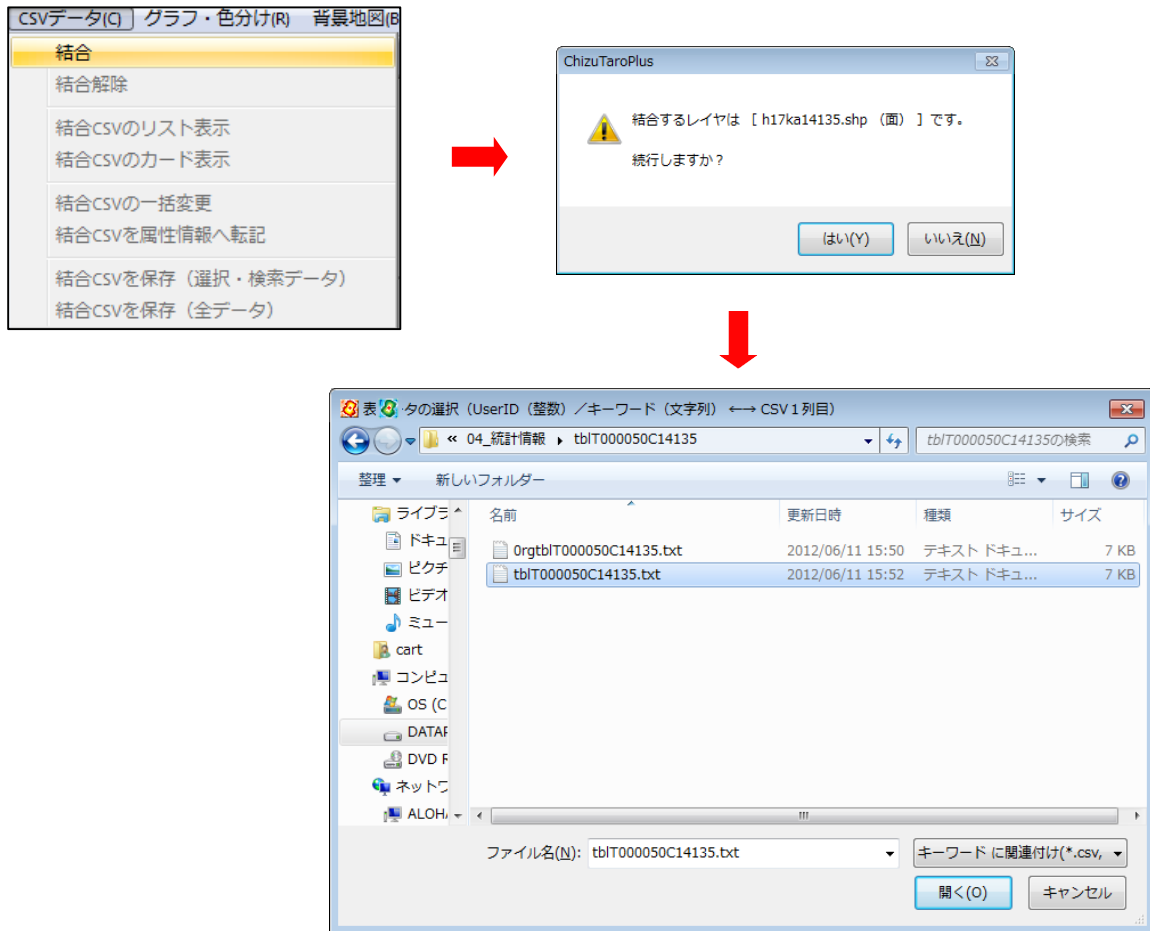 CSVデータ(C) グラフ・色分け(R) 背景地図(B
結合
結合解除
結合CSVのリスト表示
結合CSVのカード表示
結合CSVの一括変更
結合CSVを属性情報へ転記
結合CSVを保存（選択・検索データ）
結合CSVを保存（全データ）
ChizuTaroPlus
結合するレイヤは [ h17ka14135.shp （面） ] です。
続行しますか？
はい(Y) いいえ(N)
表 タの選択（UserID（整数）／キーワード（文字列） ←→ CSV１列目）
« 04_統計情報 ▸ tblT000050C14135 tblT000050C14135の検索
整理 新しいフォルダー
名前 更新日時 種類 サイズ
0rgtblT000050C14135.txt 2012/06/11 15:50 テキスト ドキュ... 7 KB
tblT000050C14135.txt 2012/06/11 15:52 テキスト ドキュ... 7 KB
ライブラ
ドキュ
ピクチ
ビデオ
ミュー
cart
コンピュ
OS (C
DATAF
DVD F
ネットワ
ALOH
ファイル名(N): tblT000050C14135.txt キーワード に関連付け(*.csv,
開く(O) キャンセル